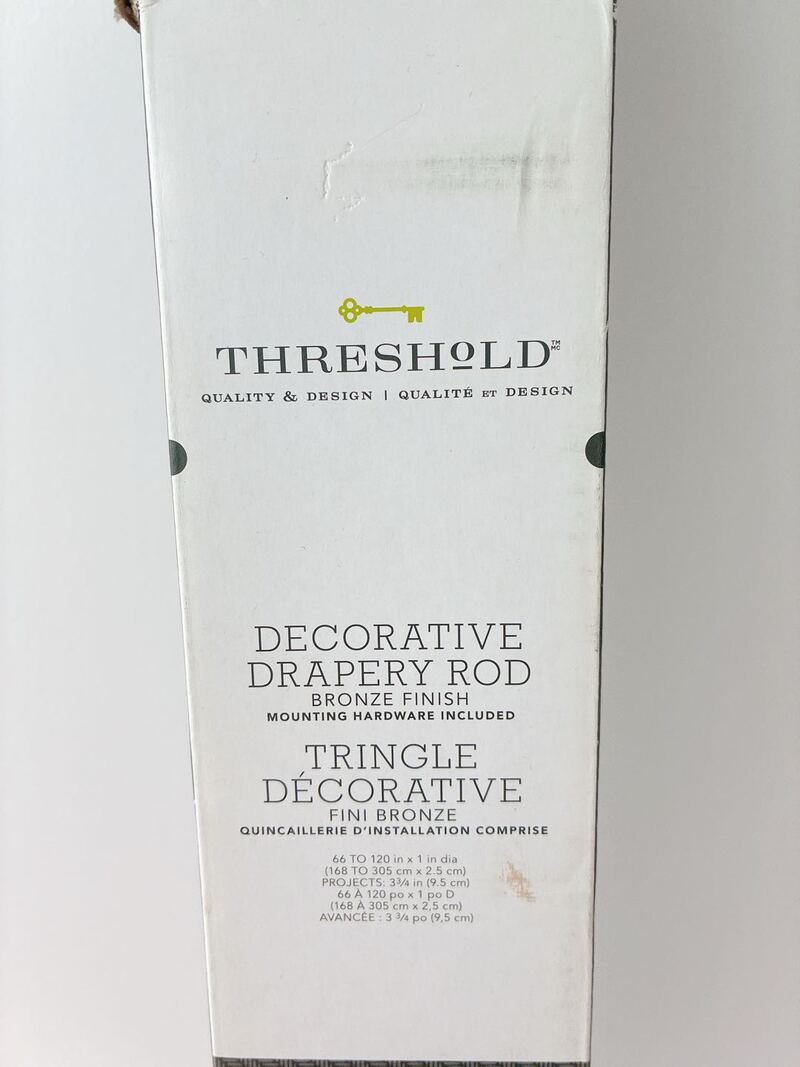 THRESHOLD™ MC
QUALITY & DESIGN | QUALITÉ ET DESIGN
DECORATIVE
DRAPERY ROD
BRONZE FINISH
MOUNTING HARDWARE INCLUDED
TRINGLE
DÉCORATIVE
FINI BRONZE
QUINCAILLERIE D'INSTALLATION COMPRISE
66 TO 120 in x 1 in dia
(168 TO 305 cm x 2.5 cm)
PROJECTS: 3¾ in (9.5 cm)
66 À 120 po x 1 po D
(168 À 305 cm x 2,5 cm)
AVANCÉE : 3 ¾ po (9,5 cm)